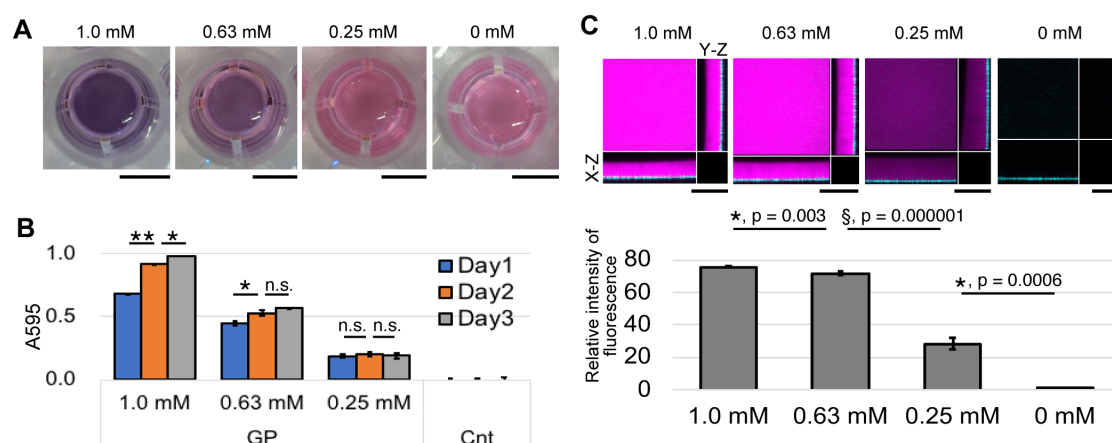 A
1.0 mM 0.63 mM 0.25 mM 0 mM
B
A595
1.0
0.5
0.0
** *
* n.s.
n.s. n.s.
Day1
Day2
Day3
1.0 mM 0.63 mM 0.25 mM
GP Cnt
C
1.0 mM 0.63 mM 0.25 mM 0 mM
Y-Z
X-Z
*, p = 0.003 §, p = 0.000001
*, p = 0.0006
Relative intensity of
fluorescence
80
60
40
20
0
1.0 mM 0.63 mM 0.25 mM 0 mM